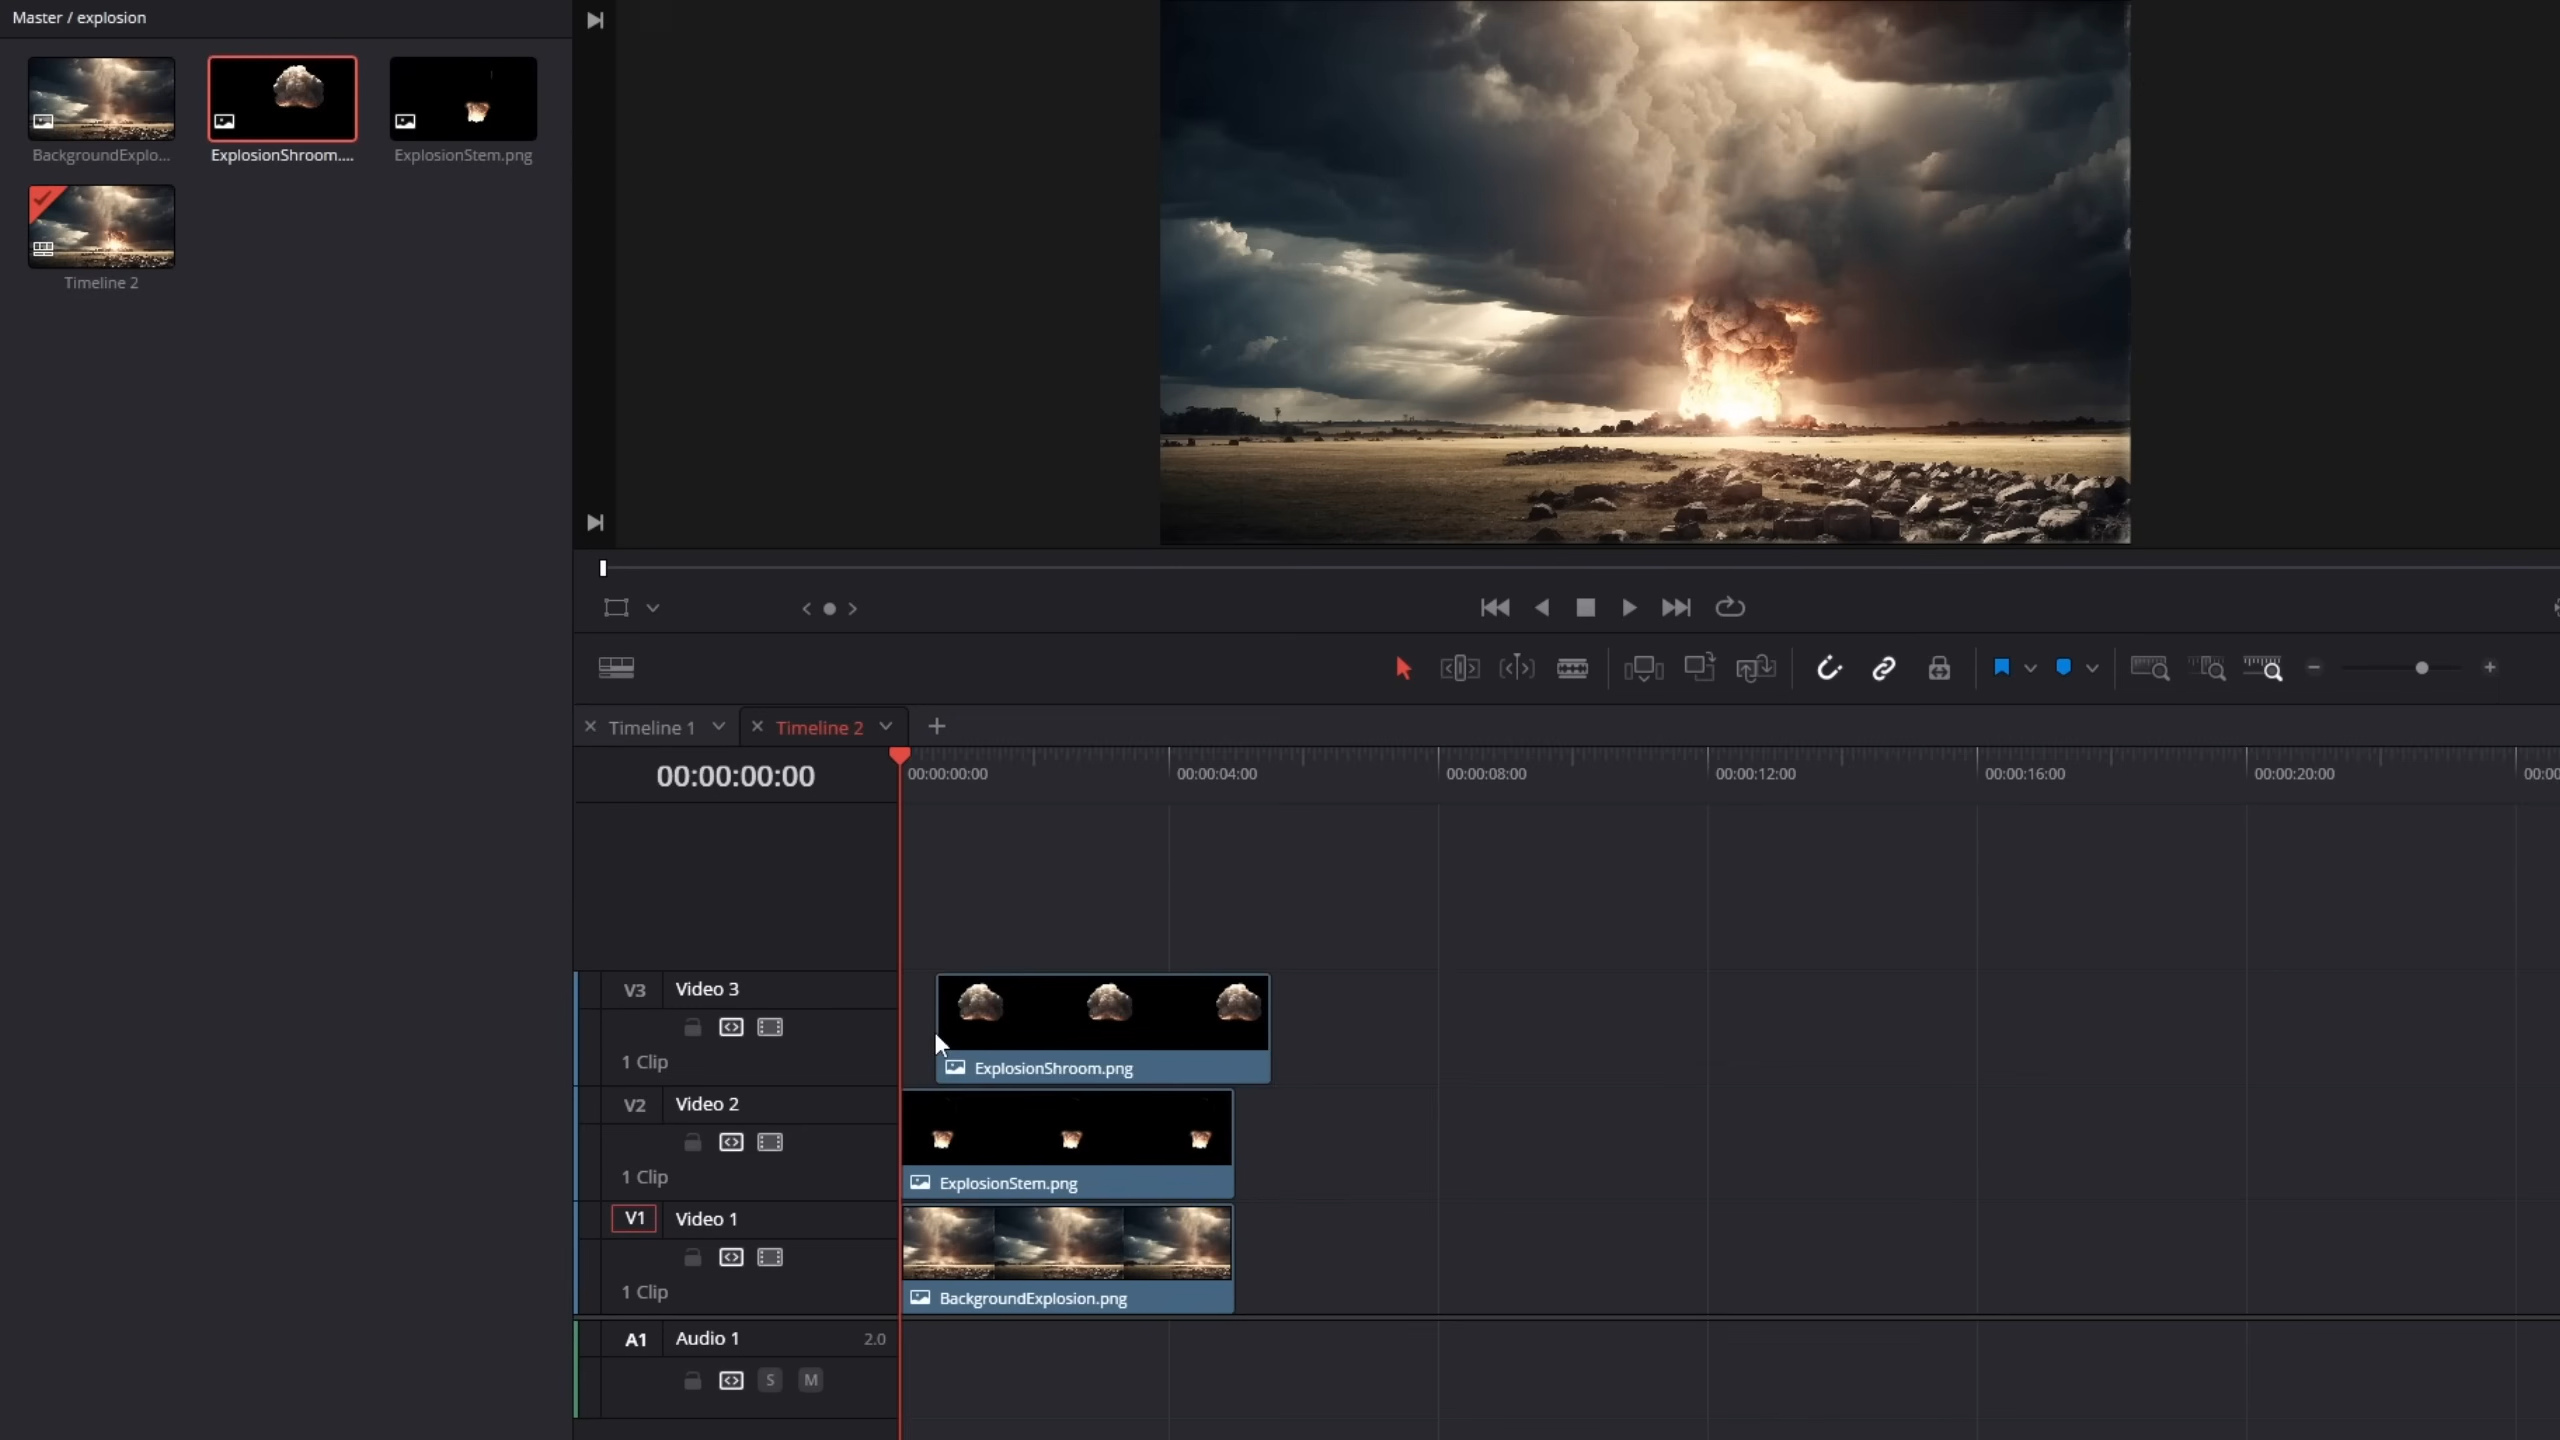 Master / explosion
BackgroundExplo...
ExplosionShroom....
ExplosionStem.png
Timeline 2
Timeline 1
Timeline 2
00:00:00:00
00:00:00:00
00:00:04:00
00:00:08:00
00:00:12:00
00:00:16:00
00:00:20:00
00:00
V3
Video 3
1 Clip
ExplosionShroom.png
V2
Video 2
1 Clip
ExplosionStem.png
V1
Video 1
1 Clip
BackgroundExplosion.png
A1
Audio 1
2.0
S
M